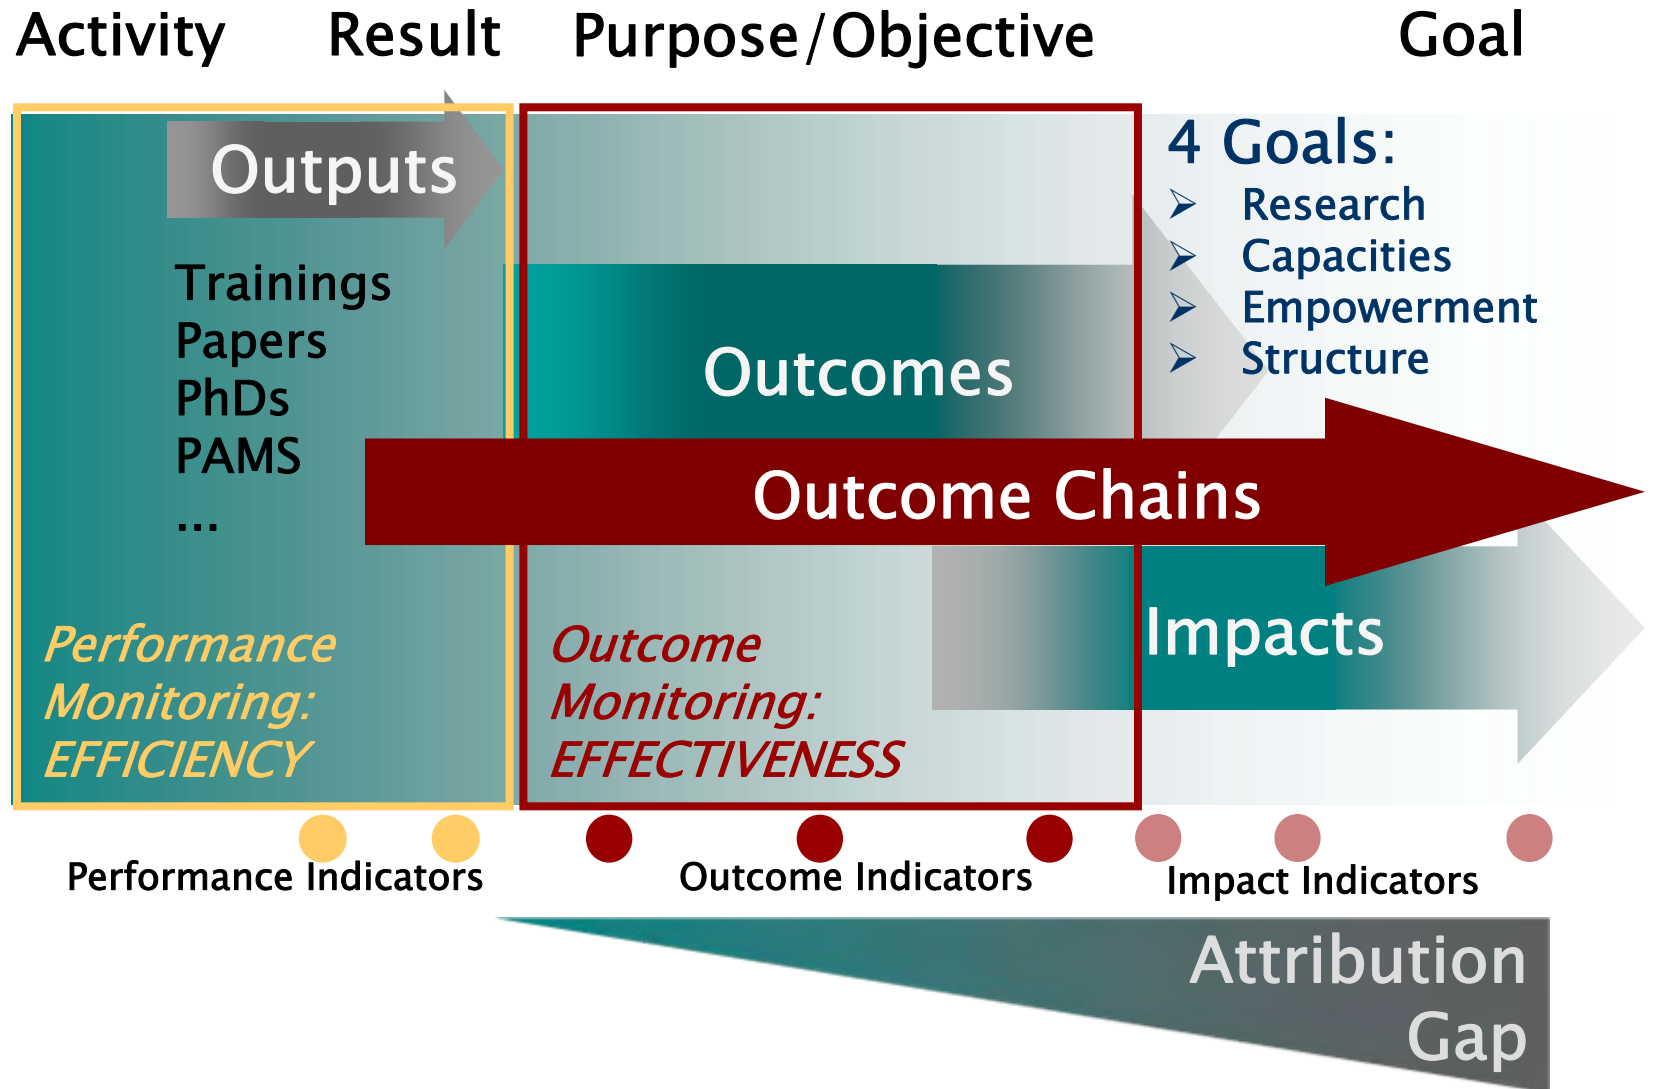 Activity Result Purpose/Objective Goal
Outputs
Trainings
Papers
PhDs
PAMS
...
4 Goals:
Research
Capacities
Empowerment
Structure
Outcomes
Outcome Chains
Impacts
Performance
Monitoring:
EFFICIENCY
Outcome
Monitoring:
EFFECTIVENESS
Performance Indicators
Outcome Indicators
Impact Indicators
Attribution
Gap